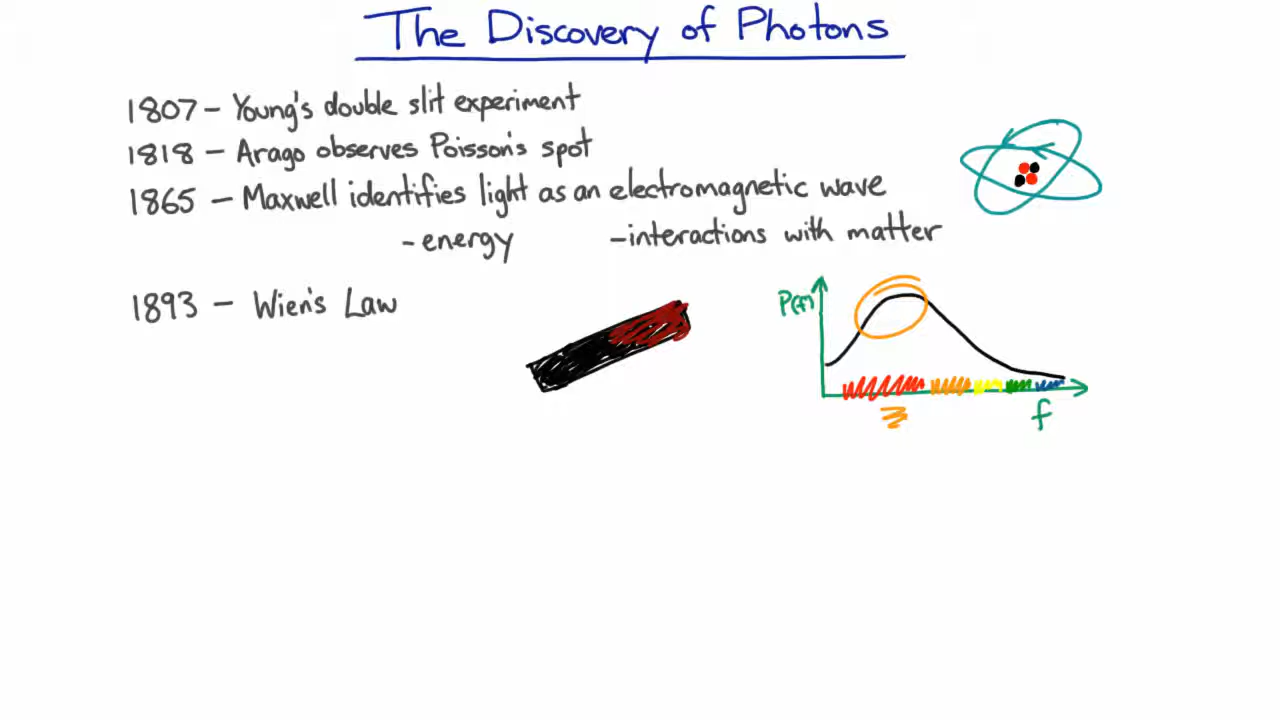 The Discovery of Photons
1807 – Young's double slit experiment
1818 – Arago observes Poisson's spot
1865 – Maxwell identifies light as an electromagnetic wave
- energy - interactions with matter
1893 – Wien's Law
P(f)
f